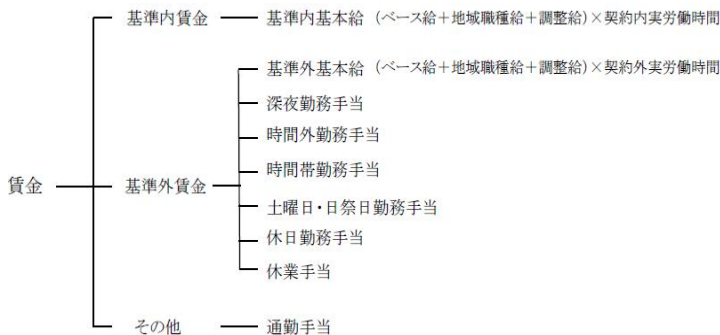 基準内賃金 基準内基本給 (ベース給+地域職種給+調整給)×契約内実労働時間
基準外基本給 (ベース給+地域職種給+調整給)×契約外実労働時間
深夜勤務手当
時間外勤務手当
時間帯勤務手当
賃金 基準外賃金
土曜日・日祭日勤務手当
休日勤務手当
休業手当
その他 通勤手当